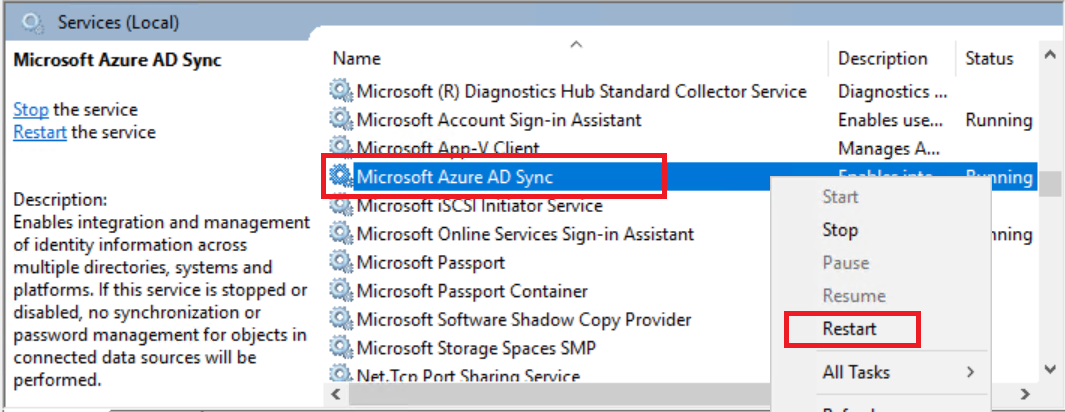 Services (Local)
Microsoft Azure AD Sync
Stop the service
Restart the service
Description:
Enables integration and management
of identity information across
multiple directories, systems and
platforms. If this service is stopped or
disabled, no synchronization or
password management for objects in
connected data sources will be
performed.
Name Description Status
Microsoft (R) Diagnostics Hub Standard Collector Service Diagnostics ...
Microsoft Account Sign-in Assistant Enables use... Running
Microsoft App-V Client Manages A...
Microsoft Azure AD Sync Enables inte... Running
Microsoft iSCSI Initiator Service
Microsoft Online Services Sign-in Assistant nning
Microsoft Passport
Microsoft Passport Container
Microsoft Software Shadow Copy Provider
Microsoft Storage Spaces SMP
Net.Tcp Port Sharing Service
Start
Stop
Pause
Resume
Restart
All Tasks